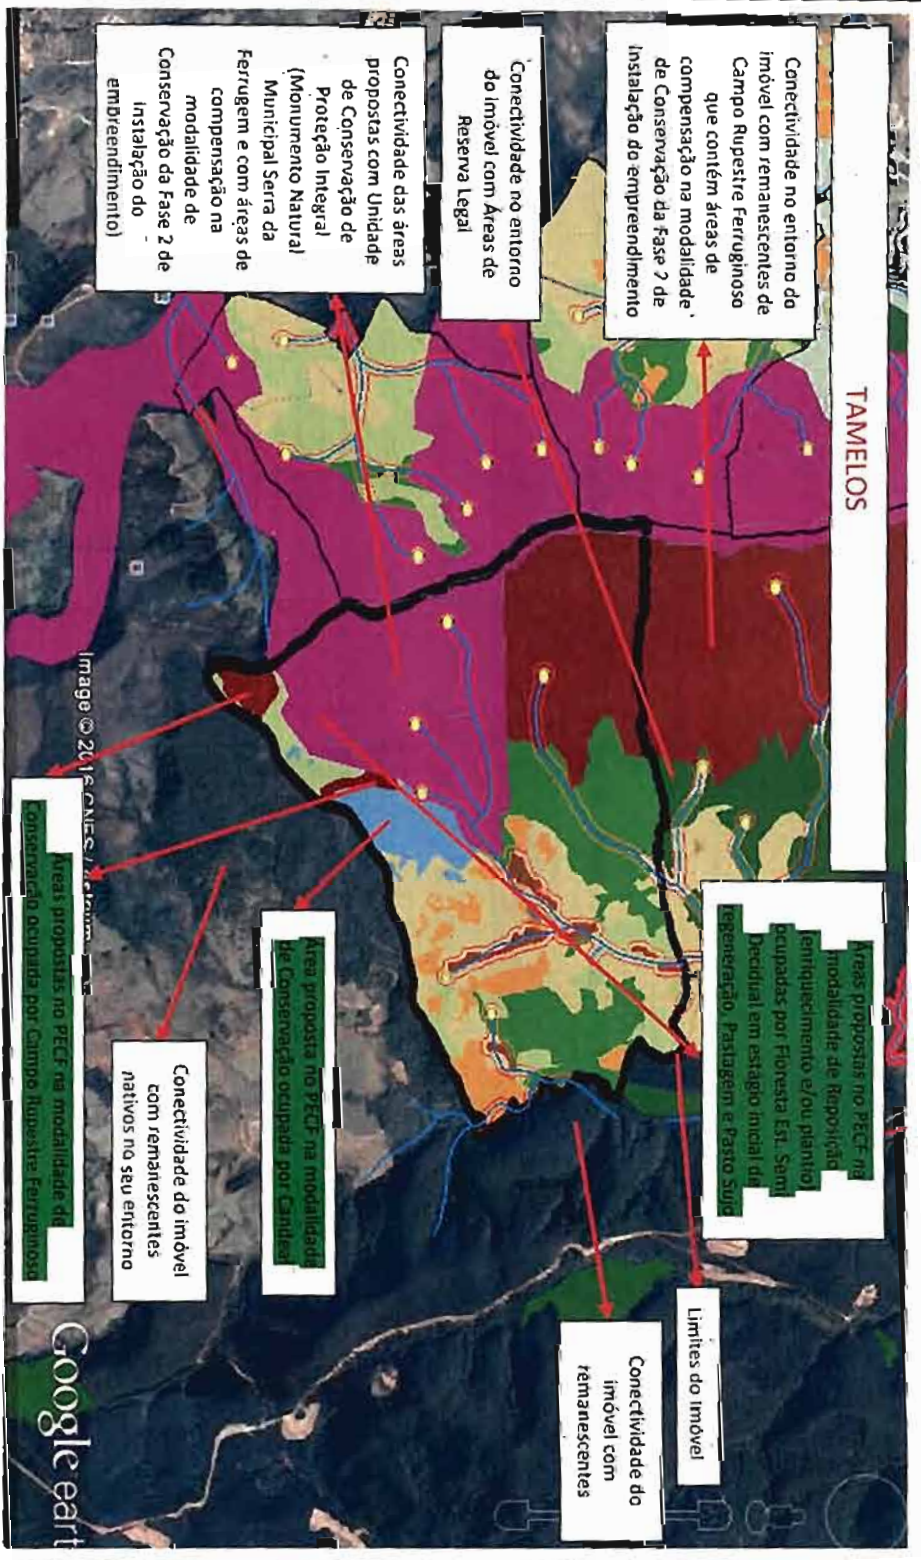 TAMELOS
Conectividade no entorno do
imóvel com remanescentes de
Campo Rupestre Ferruginoso
que contém áreas de
compensação na modalidade
de Conservação da Fase 2 de
instalação do empreendimento
Conectividade no entorno
do imóvel com Áreas de
Reserva Legal
Conectividade das áreas
propostas com Unidade
de Conservação de
Proteção Integral
(Monumento Natural
Municipal Serra da
Ferrugem e com áreas de
compensação na
modalidade de
Conservação da Fase 2 de
instalação do
embreendimento)
Áreas propostas no PECF na
modalidade de Reposição
(enriquecimento e/ou plantio)
ocupadas por Floresta Est. Semi
Decidual em estágio inicial de
regeneração, Pastagem e Pasto Sujo
Limites do Imóvel
Conectividade do
imóvel com
remanescentes
Área proposta no PECF na modalidade
de Conservação ocupada por Candeal
Conectividade do imóvel
com remanescentes
nativos no seu entorno
Áreas propostas no PECF na modalidade de
Conservação ocupada por Campo Rupestre Ferruginoso
Image © 2016 CNES /
Google eart